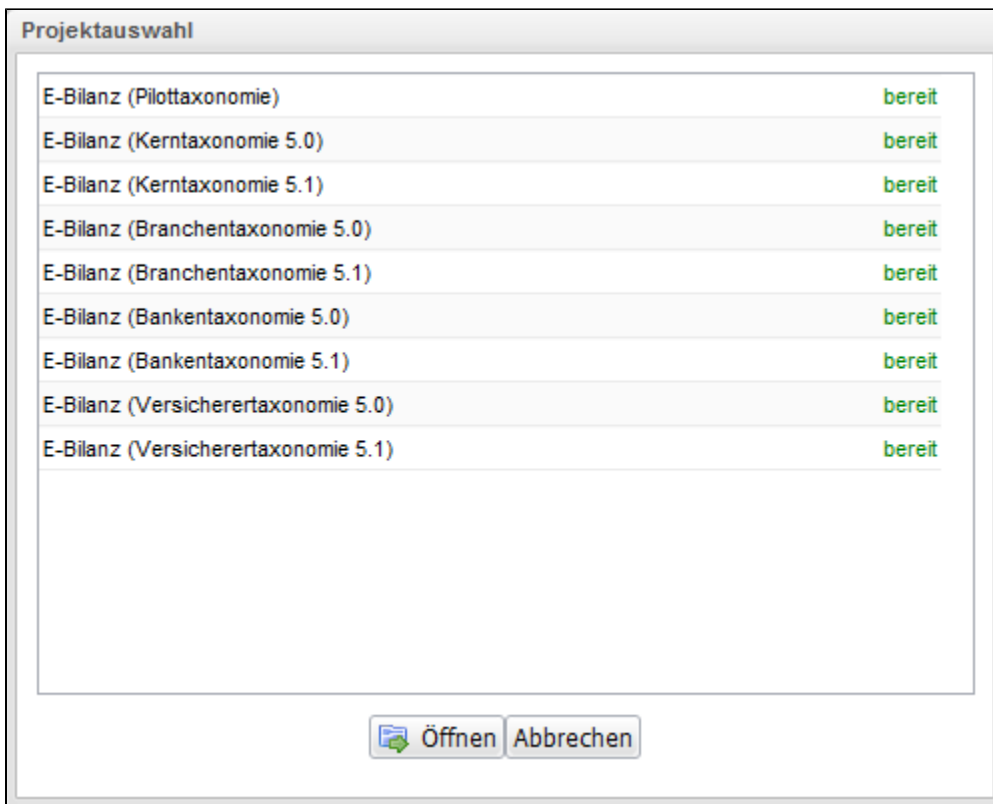 Projektauswahl
E-Bilanz (Pilottaxonomie) bereit
E-Bilanz (Kerntaxonomie 5.0) bereit
E-Bilanz (Kerntaxonomie 5.1) bereit
E-Bilanz (Branchentaxonomie 5.0) bereit
E-Bilanz (Branchentaxonomie 5.1) bereit
E-Bilanz (Bankentaxonomie 5.0) bereit
E-Bilanz (Bankentaxonomie 5.1) bereit
E-Bilanz (Versicherertaxonomie 5.0) bereit
E-Bilanz (Versicherertaxonomie 5.1) bereit
Öffnen Abbrechen